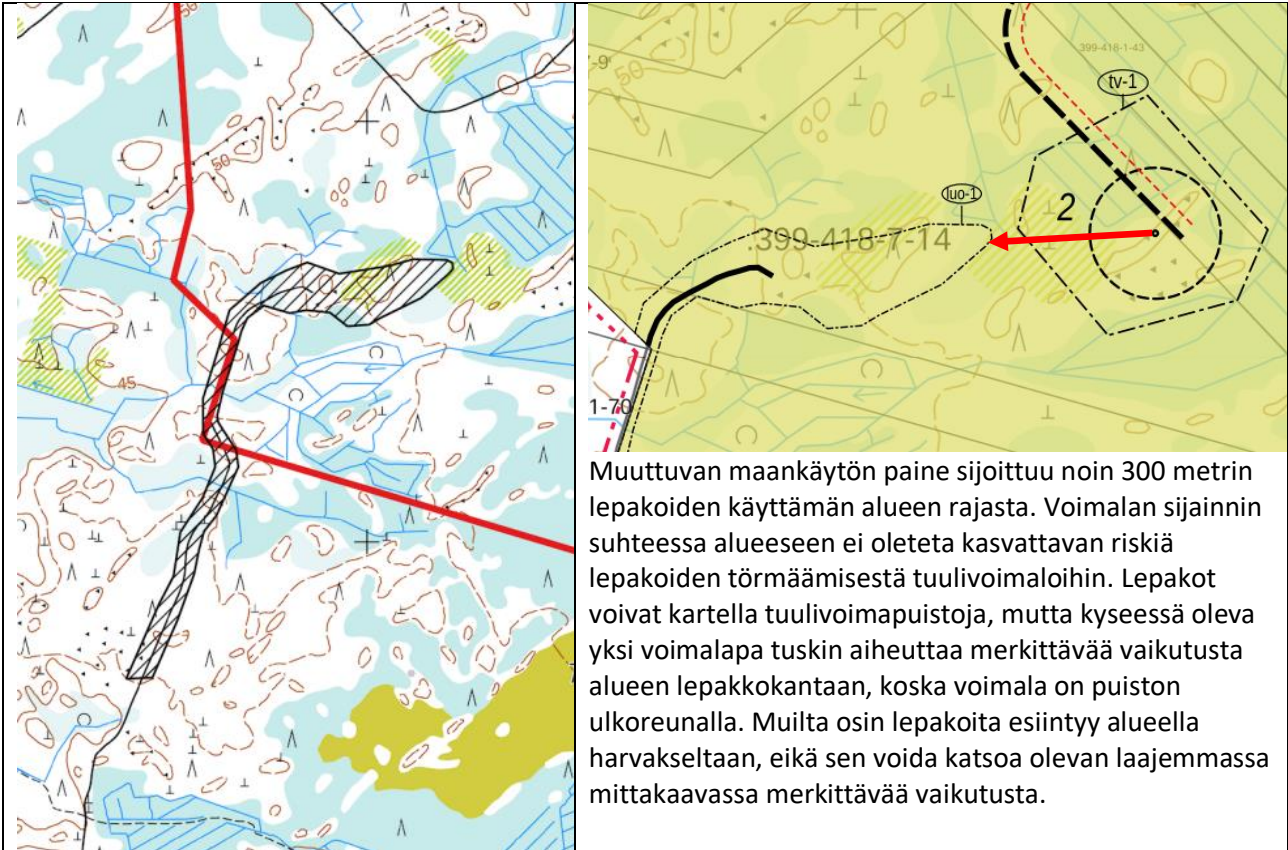 50
50
45
-9
50
399-418-1-43
tv-1
luo-1
2
399-418-7-14
1-70
Muuttuvan maankäytön paine sijoittuu noin 300 metrin
lepakoiden käyttämän alueen rajasta. Voimalan sijainnin
suhteessa alueeseen ei oleteta kasvattavan riskiä
lepakoiden törmäämisestä tuulivoimaloihin. Lepakot
voivat kartella tuulivoimapuistoja, mutta kyseessä oleva
yksi voimalapa tuskin aiheuttaa merkittävää vaikutusta
alueen lepakkokantaan, koska voimala on puiston
ulkoreunalla. Muilta osin lepakoita esiintyy alueella
harvakseltaan, eikä sen voida katsoa olevan laajemmassa
mittakaavassa merkittävää vaikutusta.